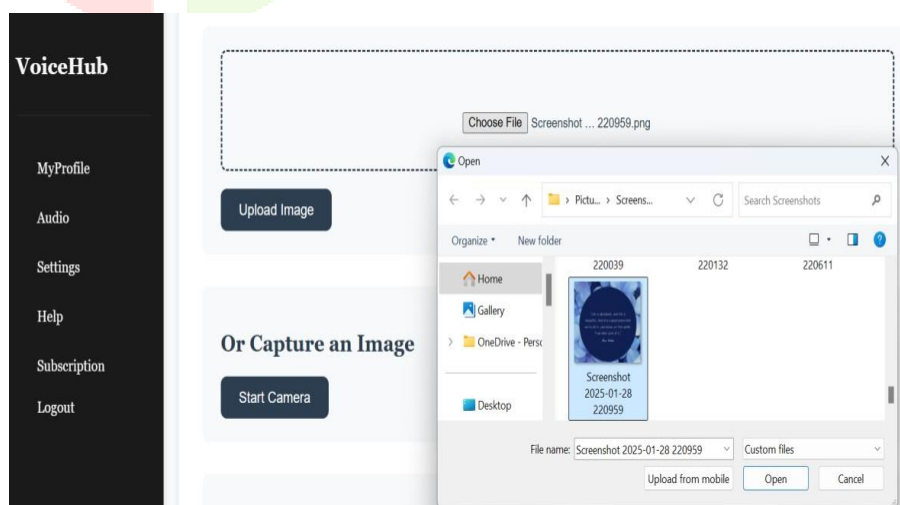 VoiceHub
MyProfile
Audio
Settings
Help
Subscription
Logout
Choose File Screenshot ... 220959.png
Upload Image
Or Capture an Image
Start Camera
Open
Pictu... > Screens...
Search Screenshots
Organize
New folder
Home
Gallery
OneDrive - Perso
Desktop
220039
220132
220611
Screenshot
2025-01-28
220959
File name: Screenshot 2025-01-28 220959
Custom files
Upload from mobile
Open
Cancel